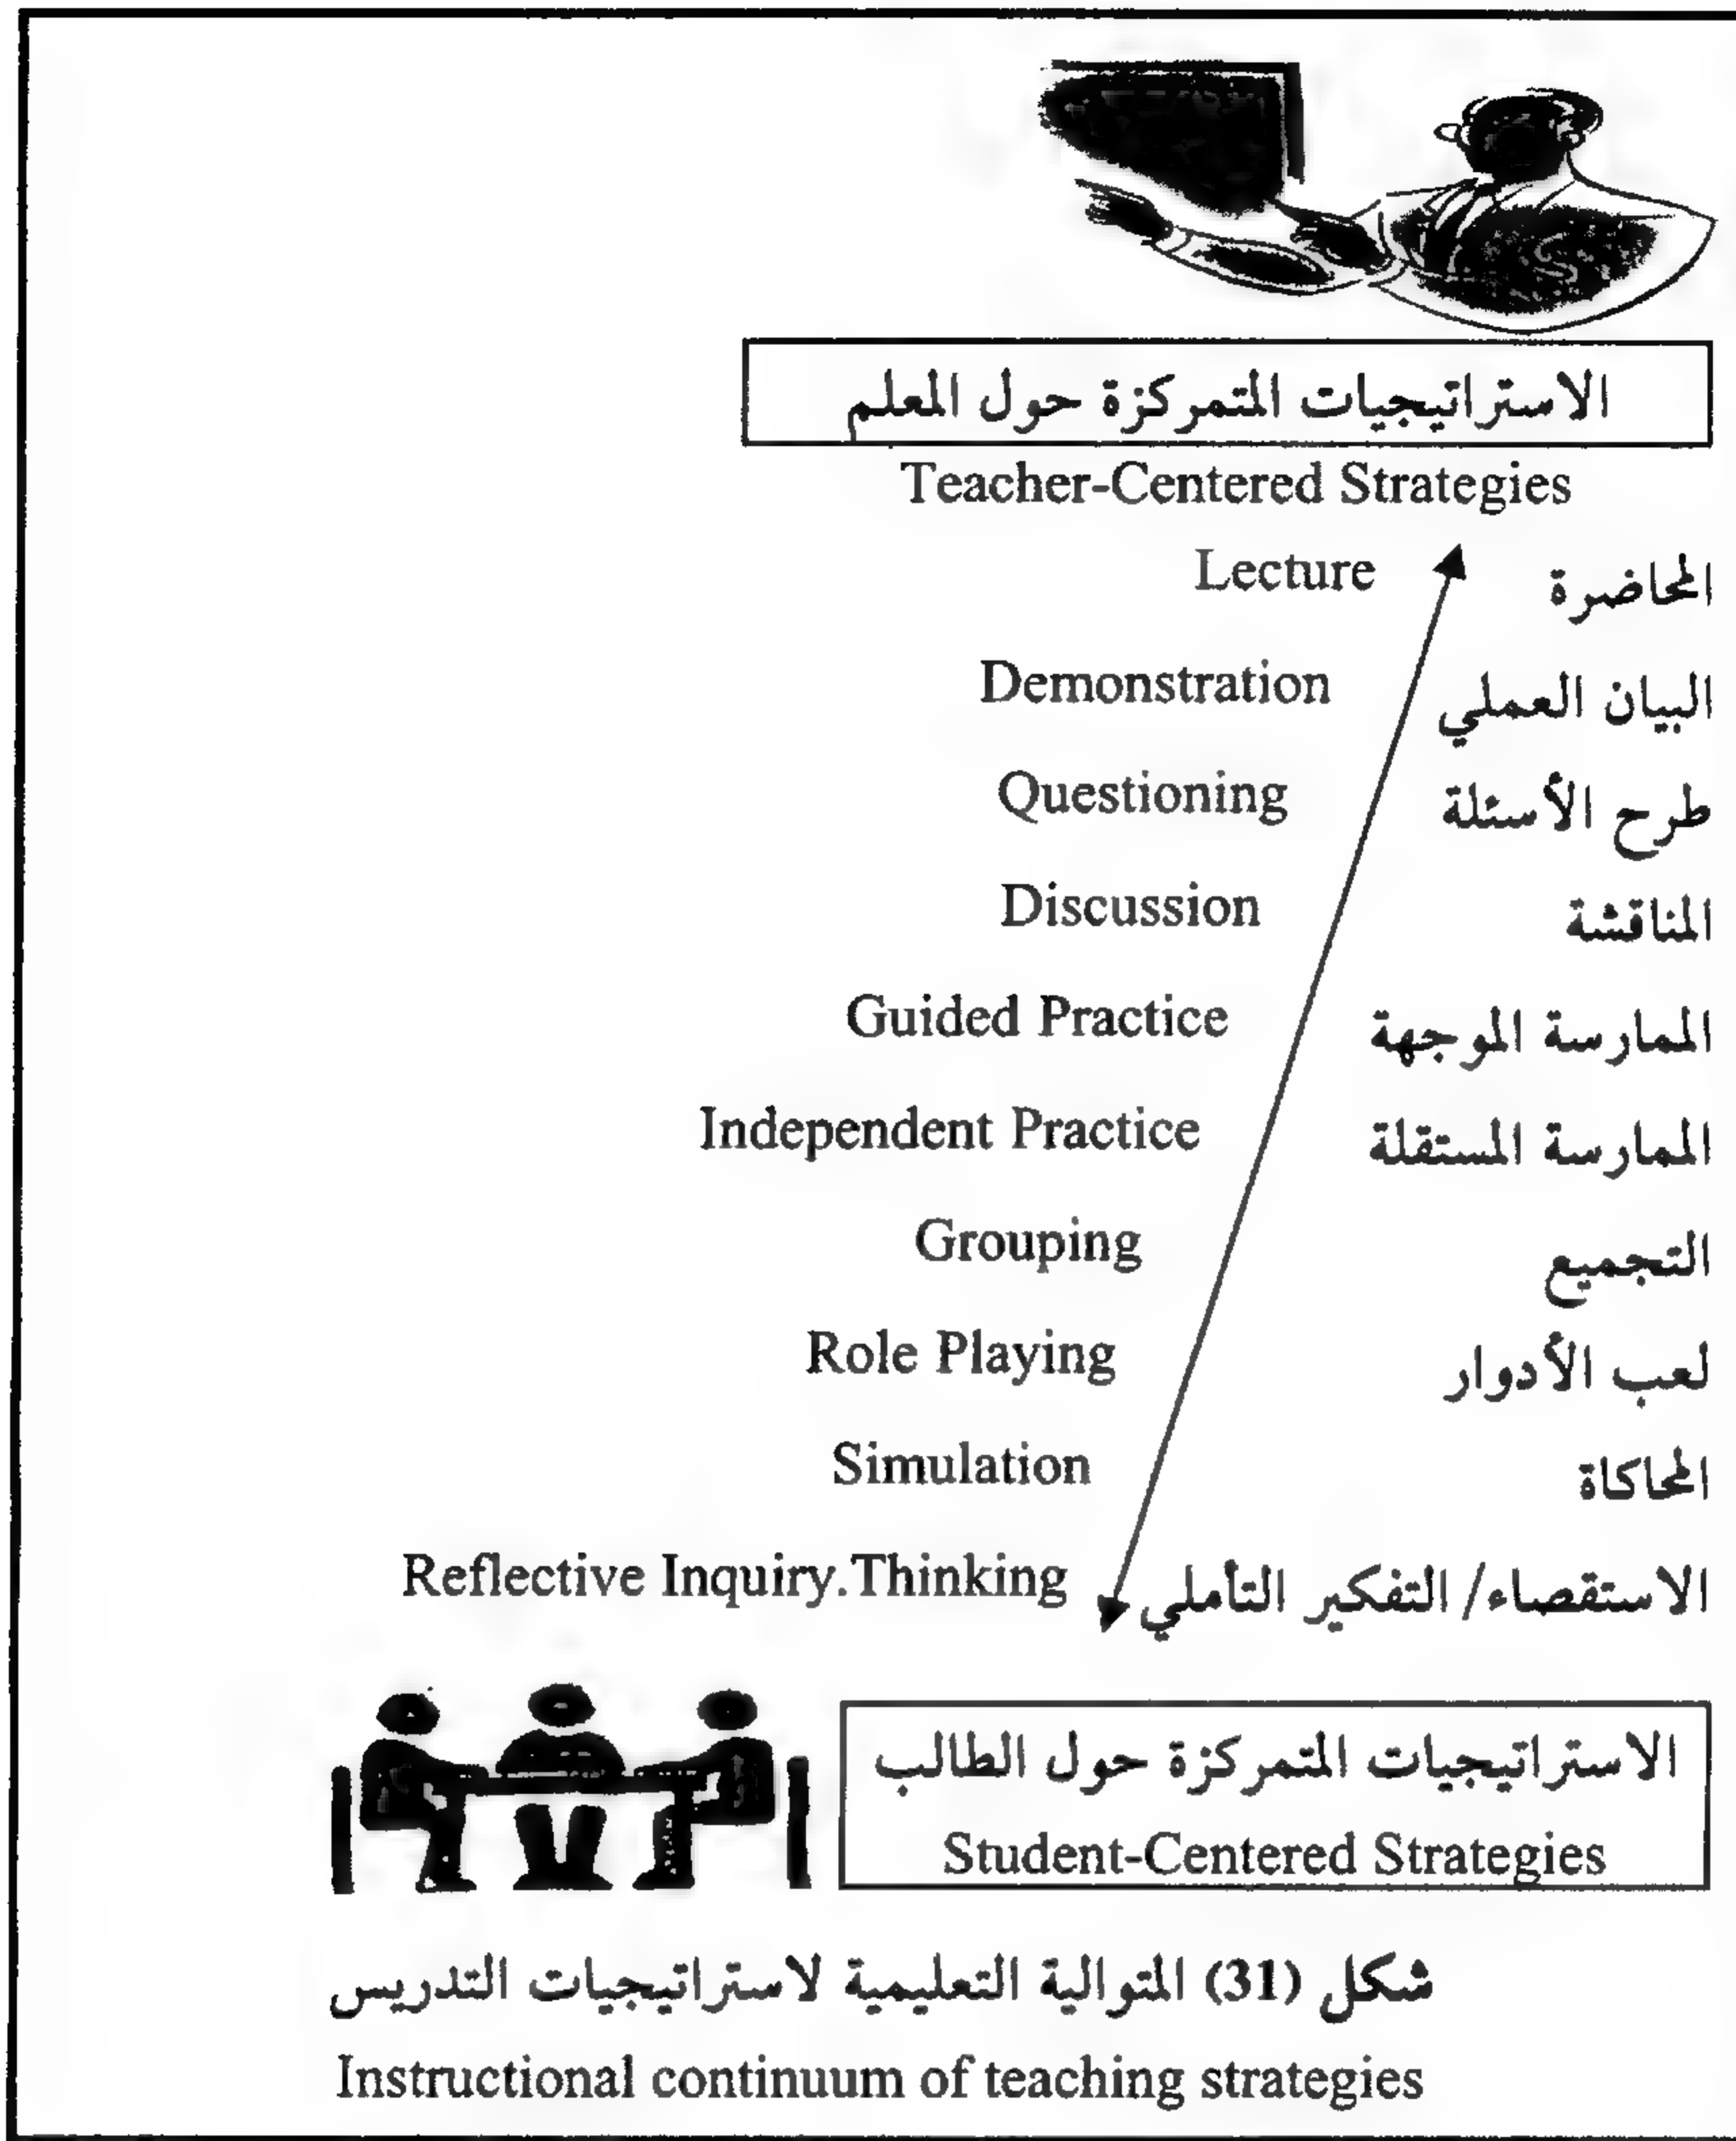 الاستراتيجيات المتمركزة حول المعلم
Teacher-Centered Strategies
المحاضرة Lecture
البيان العملي Demonstration
طرح الأسئلة Questioning
المناقشة Discussion
الممارسة الموجهة Guided Practice
الممارسة المستقلة Independent Practice
التجميع Grouping
لعب الأدوار Role Playing
المحاكاة Simulation
الاستقصاء/ التفكير التأملي Reflective Inquiry.Thinking
الاستراتيجيات المتمركزة حول الطالب
Student-Centered Strategies
شكل (31) المتوالية التعليمية لاستراتيجيات التدريس
Instructional continuum of teaching strategies